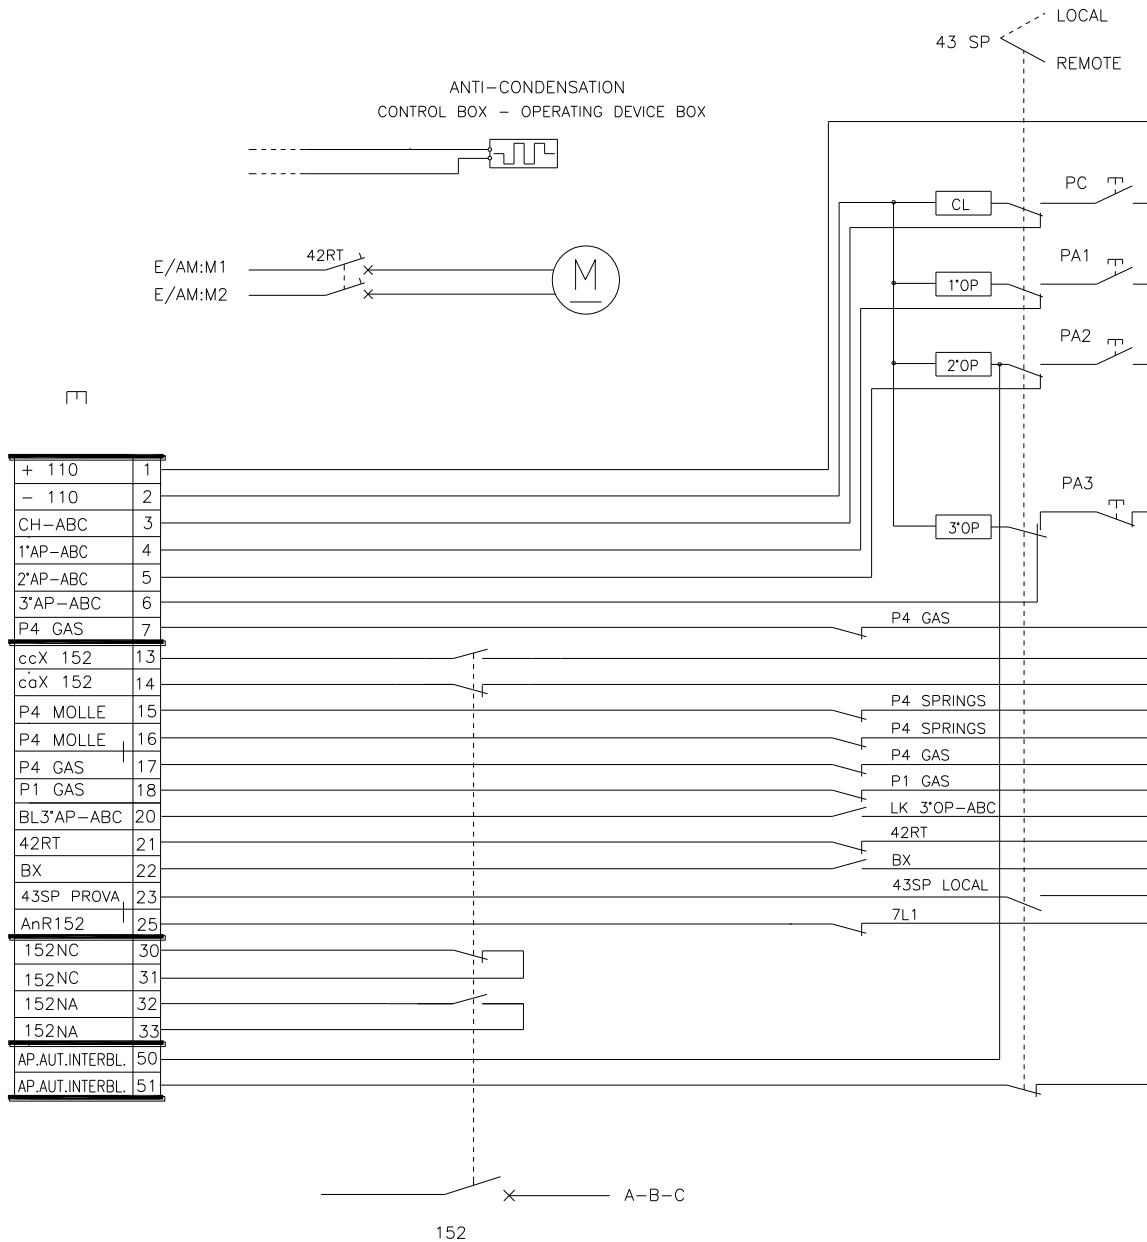 LOCAL
43 SP
REMOTE
ANTI-CONDENSATION
CONTROL BOX - OPERATING DEVICE BOX
PC
CL
42RT
E/AM:M1
E/AM:M2
M
PA1
1°OP
PA2
2°OP
E
PA3
3°OP
+ 110 1
- 110 2
CH-ABC 3
1°AP-ABC 4
2°AP-ABC 5
3°AP-ABC 6
P4 GAS 7 P4 GAS
ccX 152 13
caX 152 14
P4 MOLLE 15 P4 SPRINGS
P4 MOLLE 16 P4 SPRINGS
P4 GAS 17 P4 GAS
P1 GAS 18 P1 GAS
BL3°AP-ABC 20 LK 3°OP-ABC
42RT 21 42RT
BX 22 BX
43SP PROVA 23 43SP LOCAL
AnR152 25 7L1
152NC 30
152NC 31
152NA 32
152NA 33
AP.AUT.INTERBL. 50
AP.AUT.INTERBL. 51
A-B-C
152